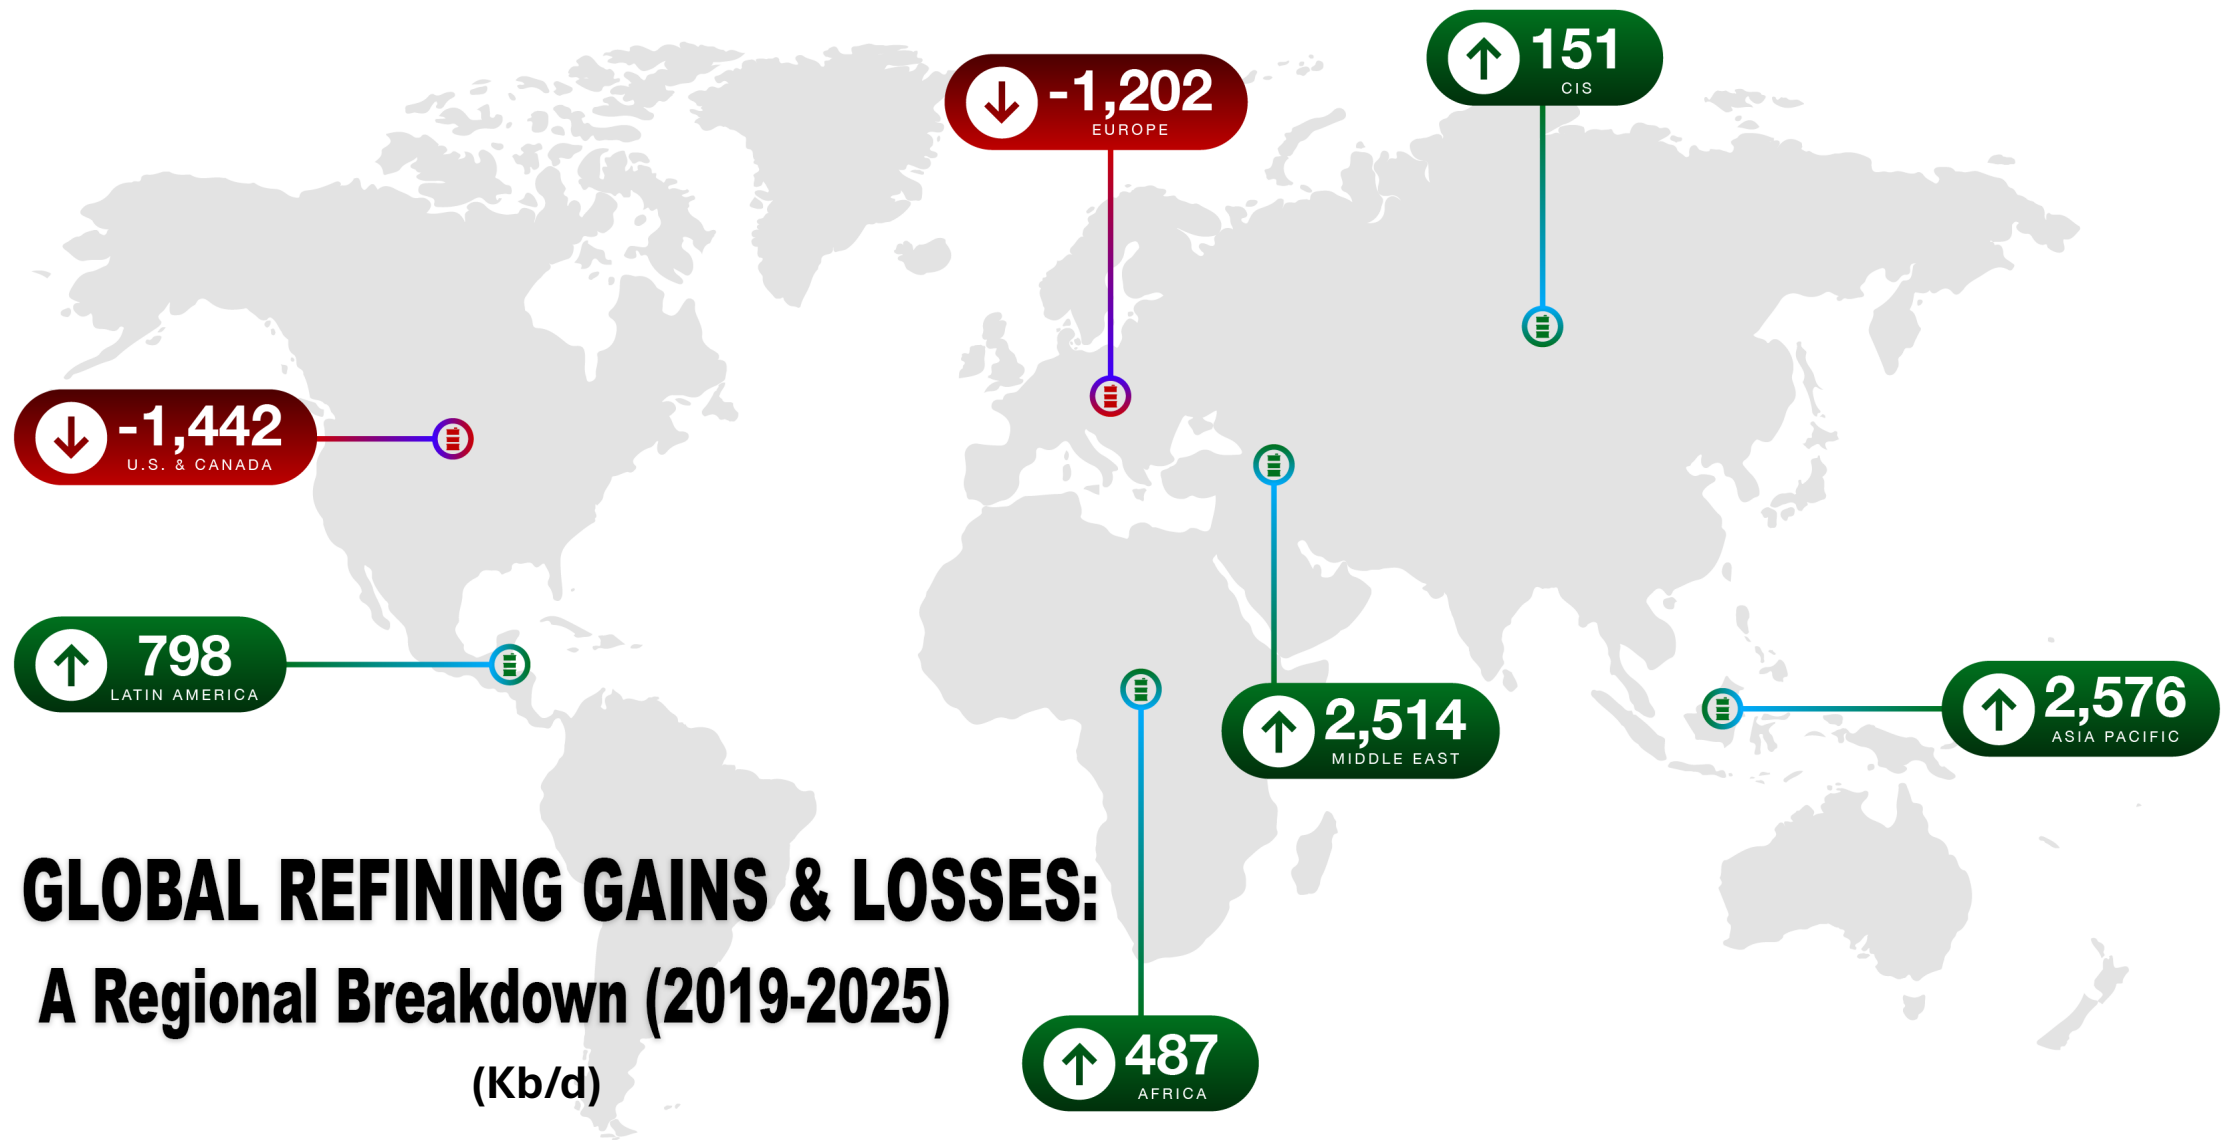 151
CIS
-1,202
EUROPE
-1,442
U.S. & CANADA
798
LATIN AMERICA
2,514
MIDDLE EAST
2,576
ASIA PACIFIC
GLOBAL REFINING GAINS & LOSSES:
A Regional Breakdown (2019-2025)
(Kb/d)
487
AFRICA